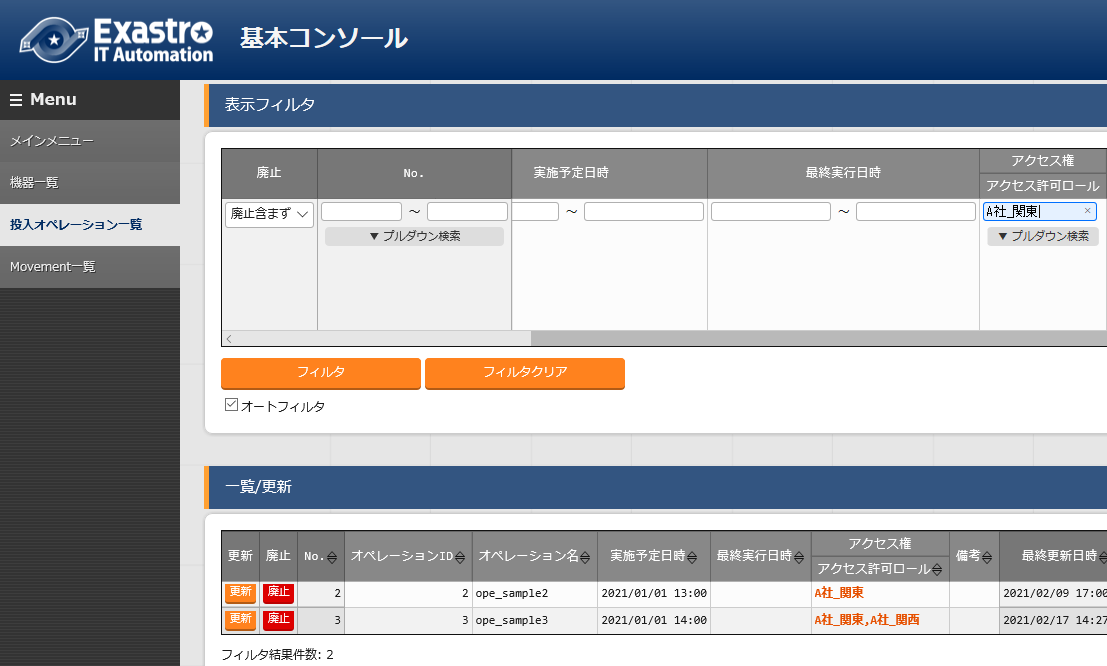 Exastro
IT Automation
基本コンソール
Menu
メインメニュー
機器一覧
投入オペレーション一覧
Movement一覧
表示フィルタ
廃止 No. 実施予定日時 最終実行日時 アクセス権
アクセス許可ロール
廃止含まず ～ ～ ～ A社_関東 ×
▼ プルダウン検索 ▼ プルダウン検索
フィルタ フィルタクリア
オートフィルタ
一覧/更新
更新 廃止 No. オペレーションID オペレーション名 実施予定日時 最終実行日時 アクセス権 備考 最終更新日時
アクセス許可ロール
更新 廃止 2 2 ope_sample2 2021/01/01 13:00 A社_関東 2021/02/09 17:00
更新 廃止 3 3 ope_sample3 2021/01/01 14:00 A社_関東,A社_関西 2021/02/17 14:27
フィルタ結果件数: 2